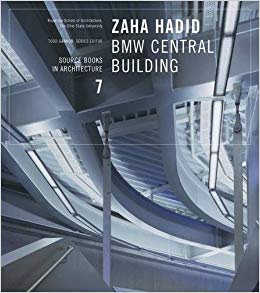 Knowlton School of Architecture,
The Ohio State University
TODD GANNON, SERIES EDITOR
SOURCE BOOKS
IN ARCHITECTURE
7
ZAHA HADID
BMW CENTRAL
BUILDING